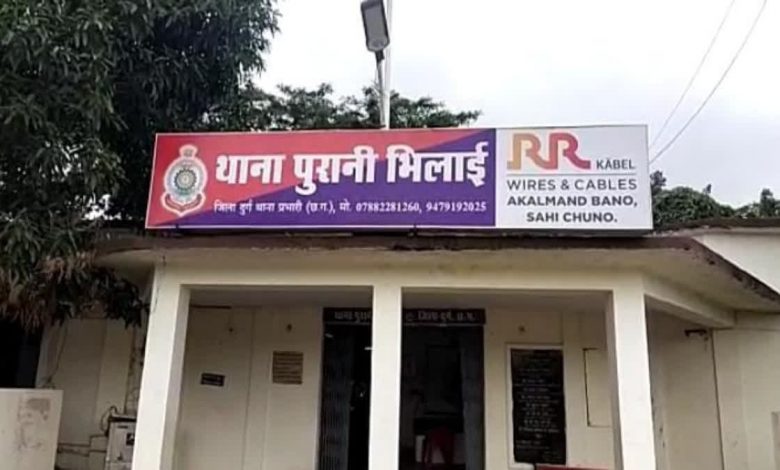 थाना पुरानी भिलाई
जिला दुर्ग थाना प्रभारी (छ.ग.), मो. 07882281260, 9479192025
RR KABEL
WIRES & CABLES
AKALMAND BANO,
SAHI CHUNO.
थाना पुरा जिला-दुर्ग, छ.ग.